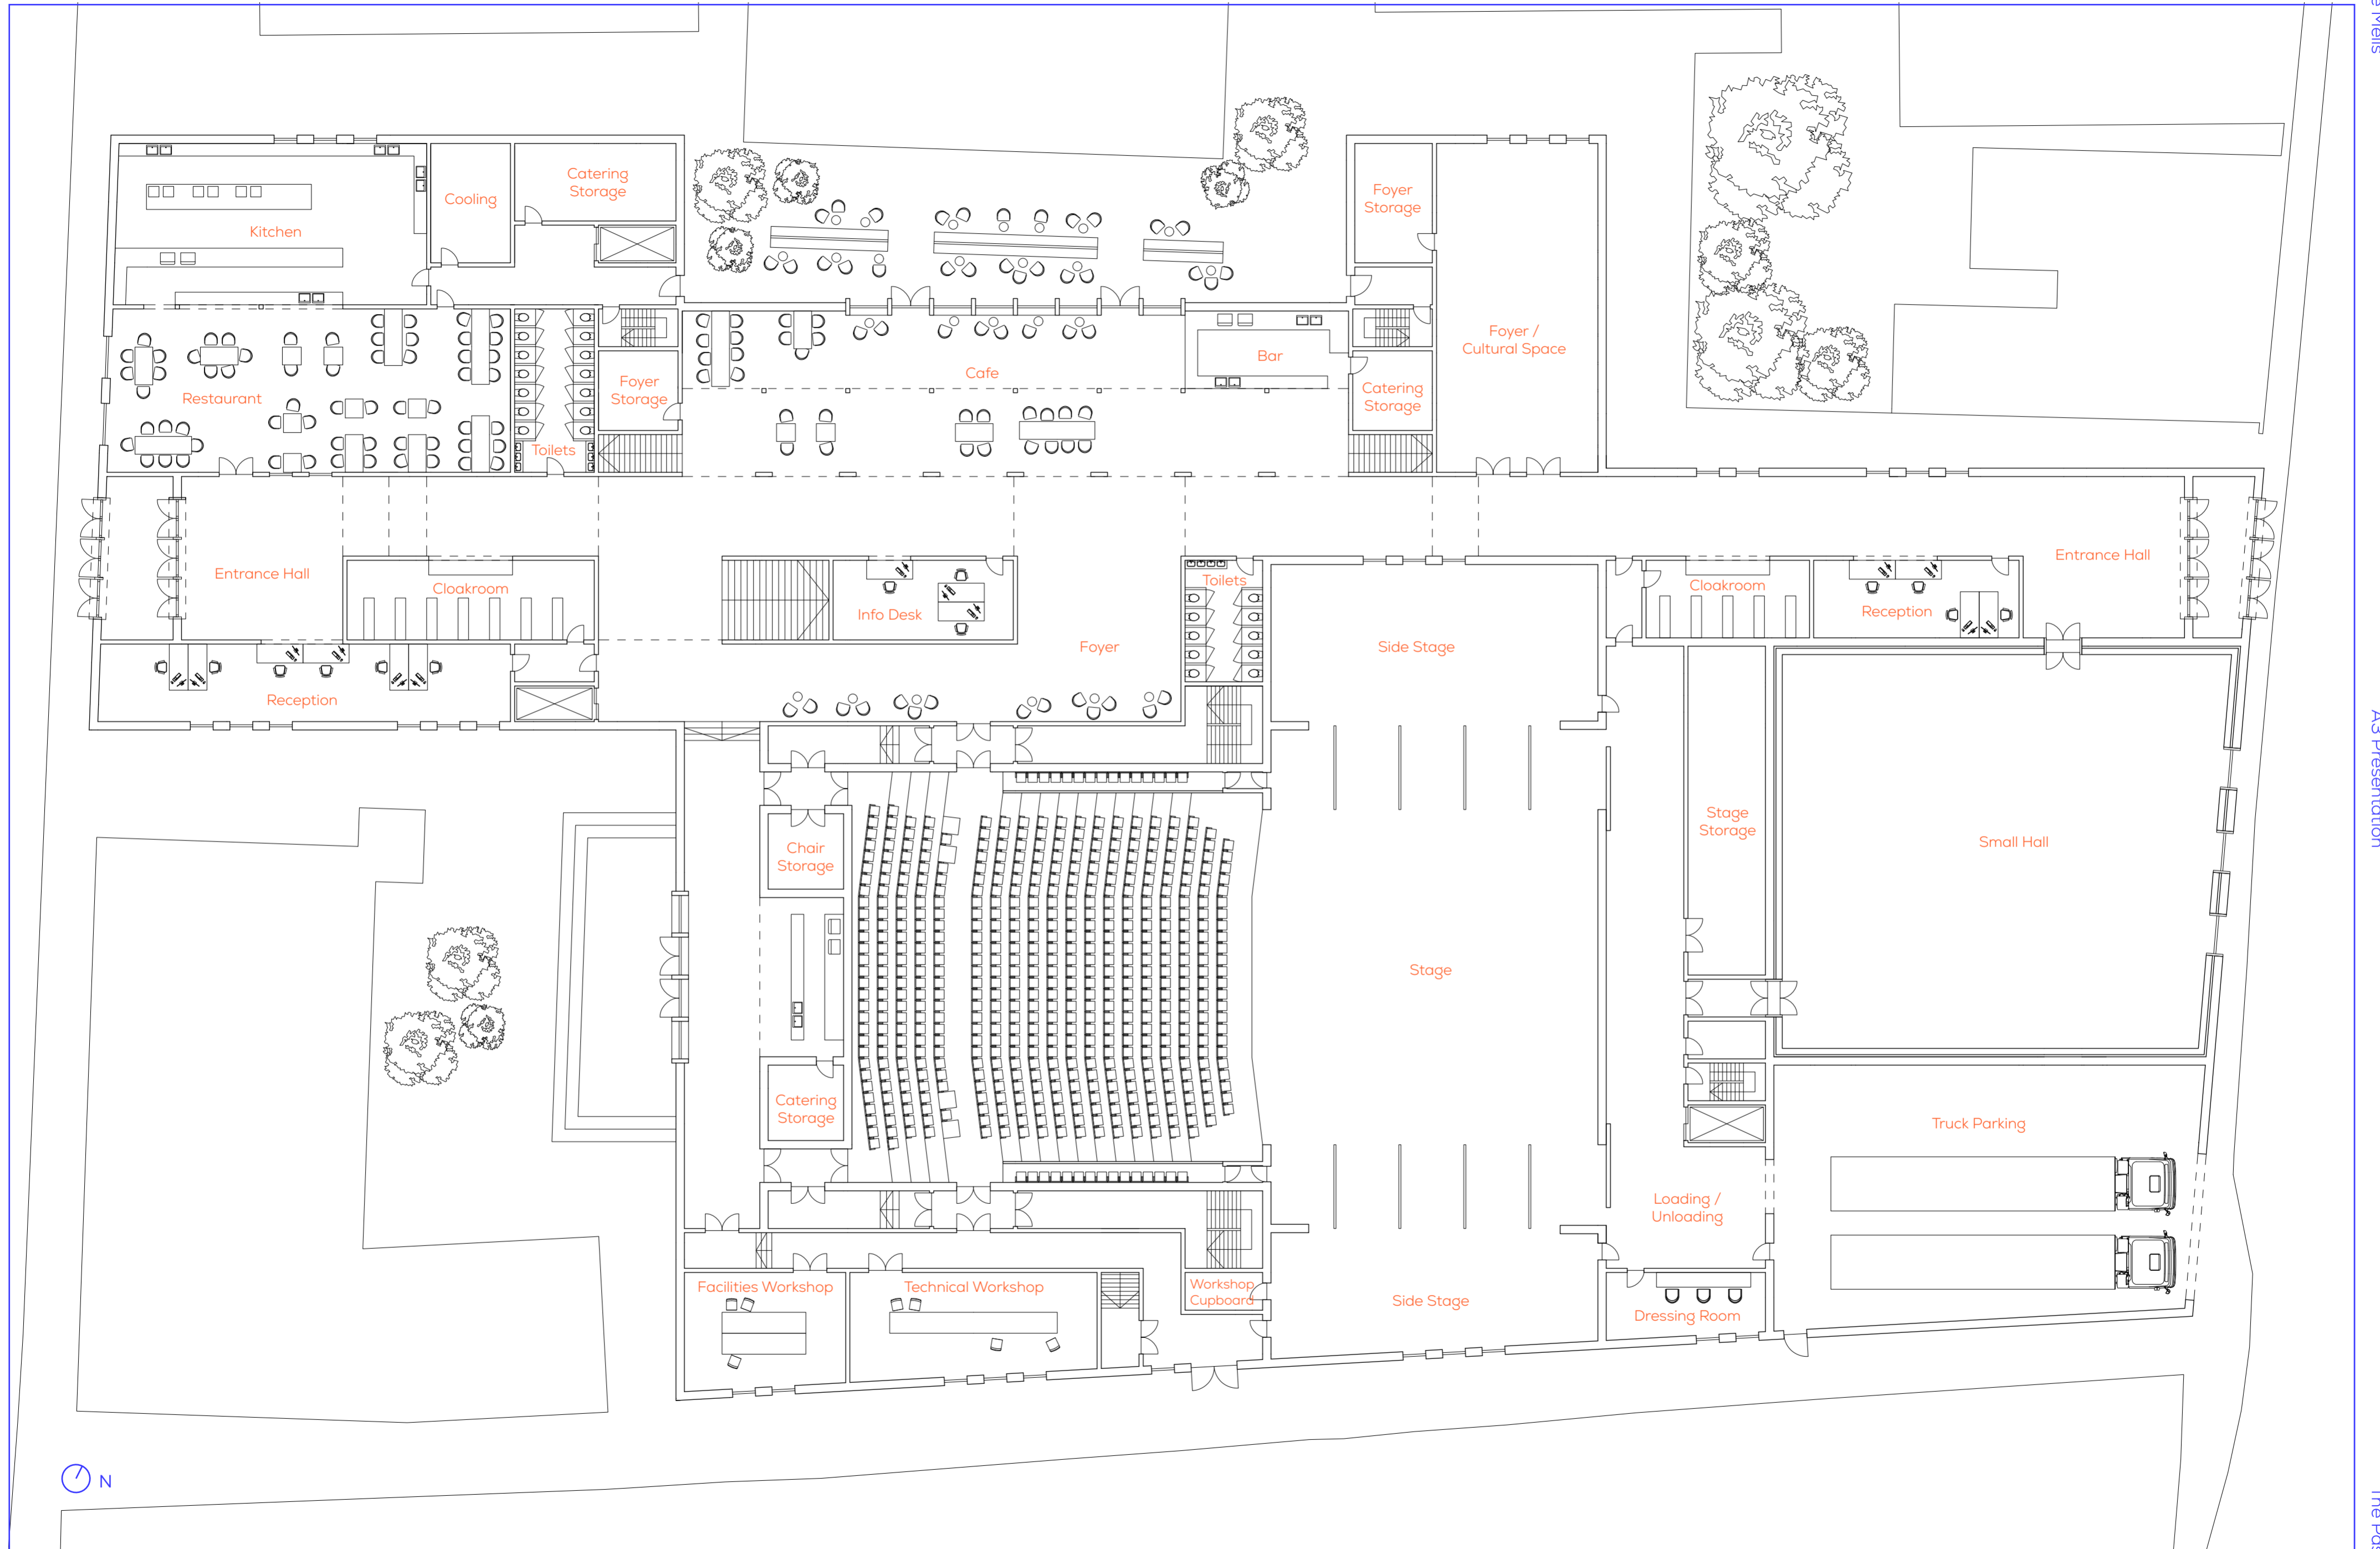 Catering
Storage
Cooling
Kitchen
Foyer
Storage
Foyer /
Cultural Space
Bar
Cafe
Foyer
Storage
Catering
Storage
Restaurant
Toilets
Entrance Hall
Cloakroom
Info Desk
Toilets
Foyer
Side Stage
Cloakroom
Reception
Entrance Hall
Reception
Chair
Storage
Stage
Storage
Small Hall
Stage
Catering
Storage
Truck Parking
Loading /
Unloading
Facilities Workshop
Technical Workshop
Workshop
Cupboard
Side Stage
Dressing Room
N
A3 Presentation